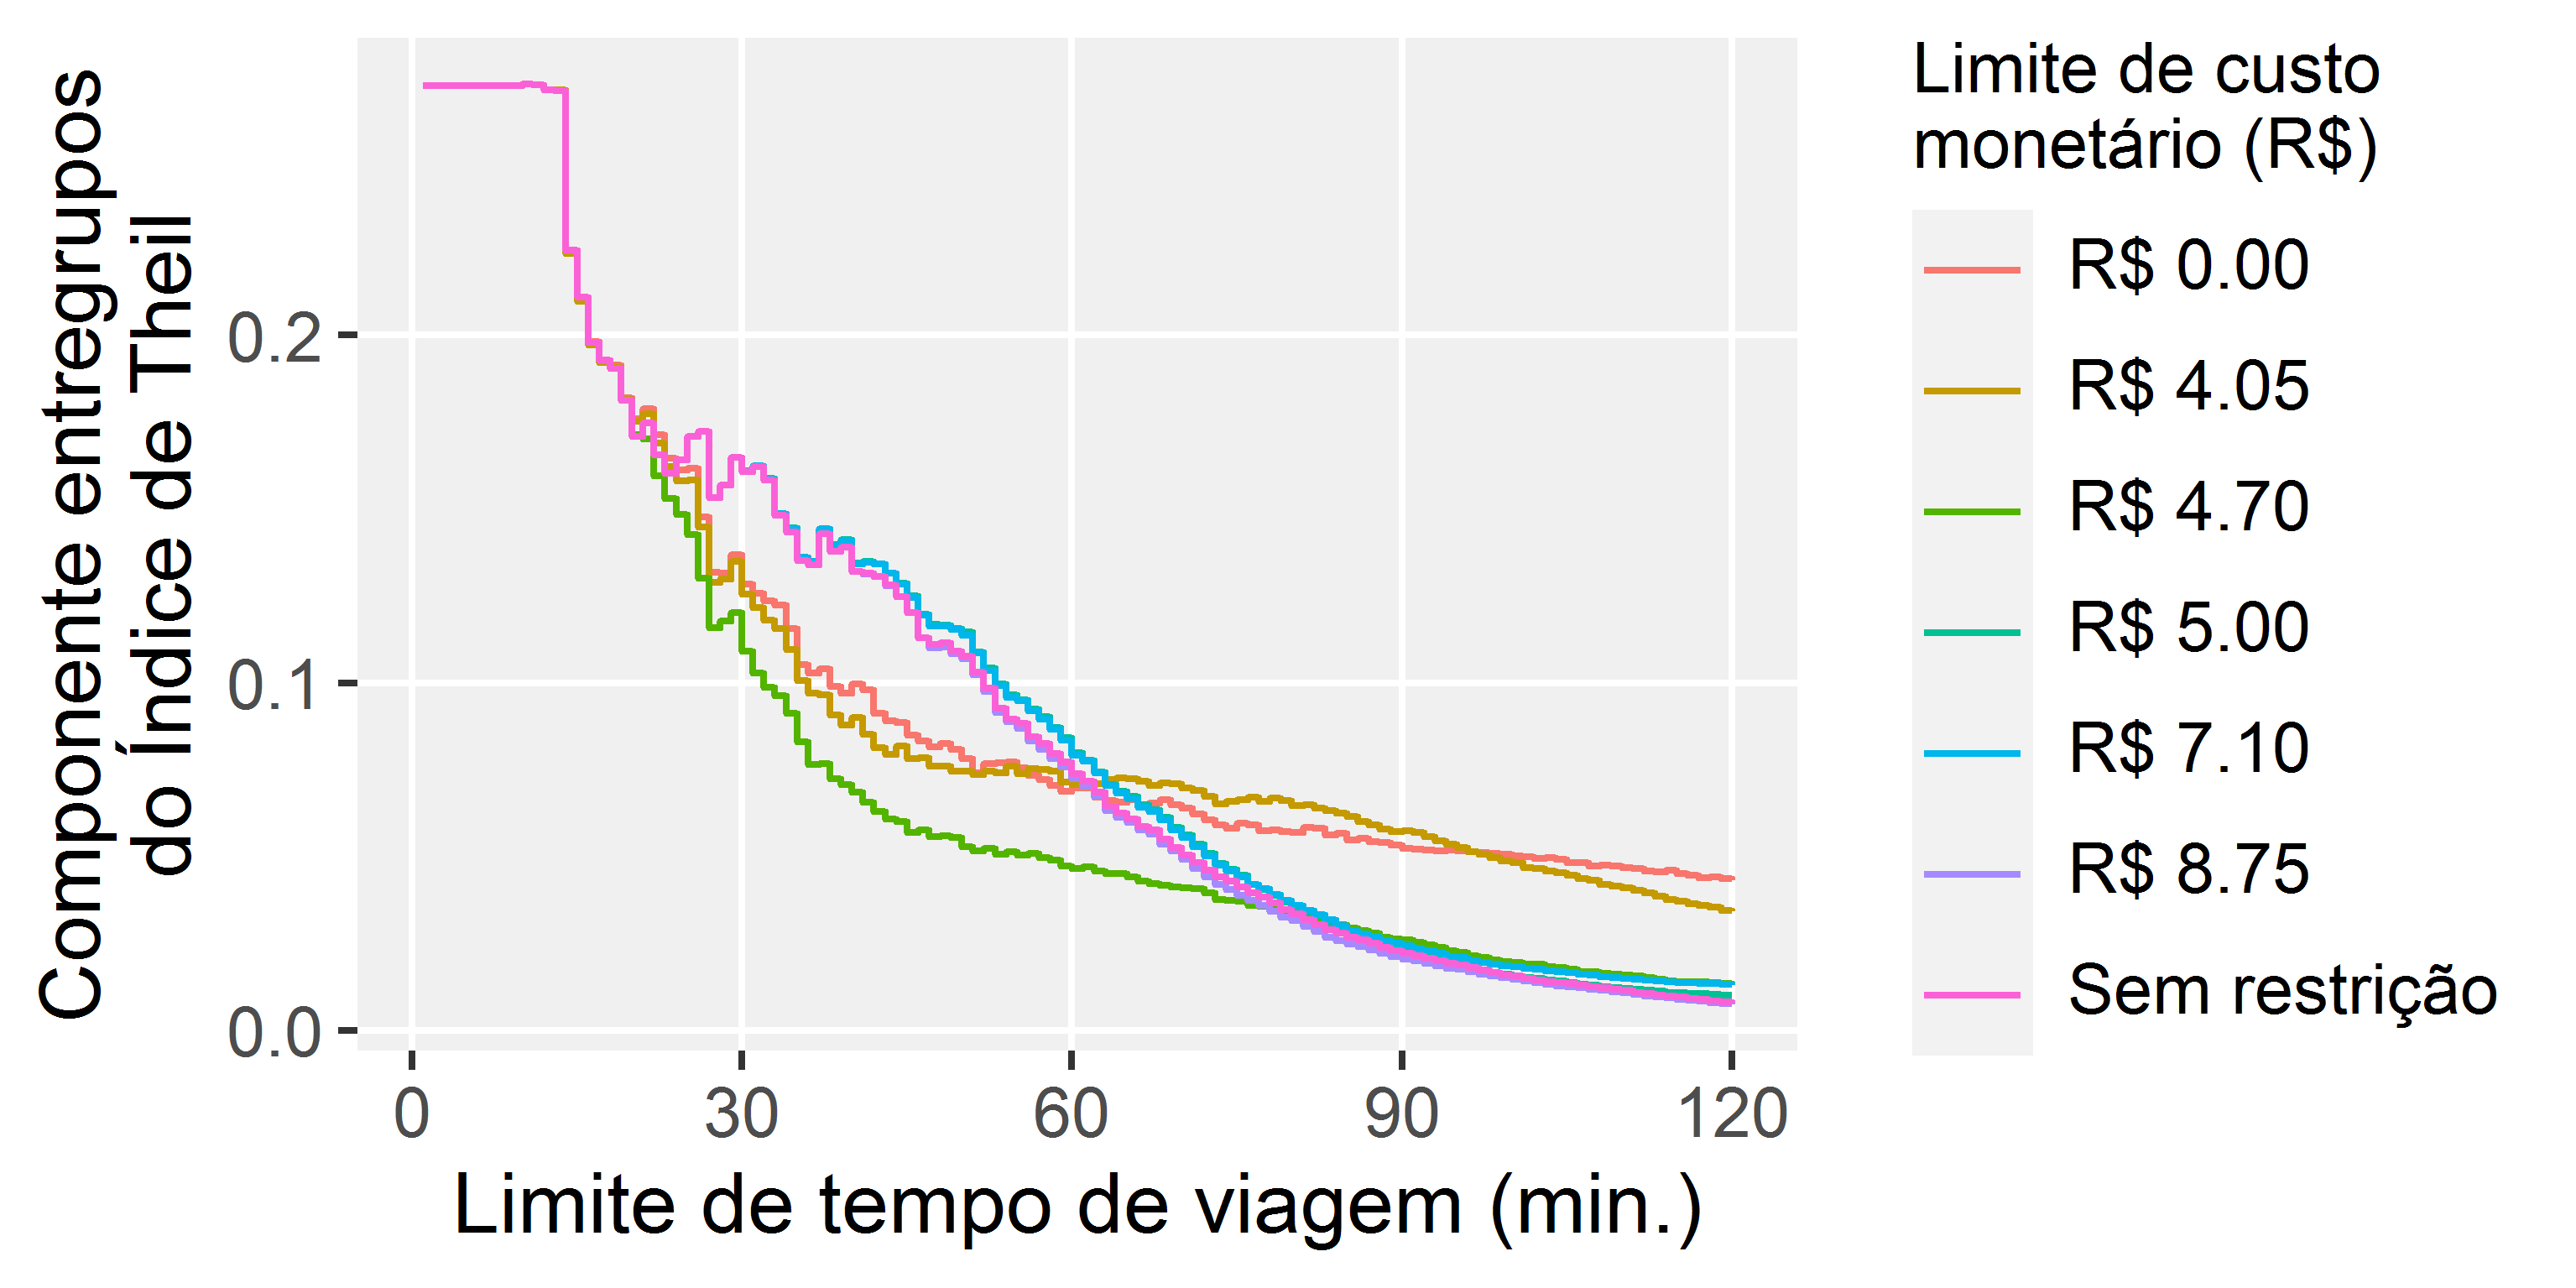 Componente entregrupos
do Índice de Theil
0.2
0.1
0.0
0
30
60
90
120
Limite de tempo de viagem (min.)
Limite de custo
monetário (R$)
R$ 0.00
R$ 4.05
R$ 4.70
R$ 5.00
R$ 7.10
R$ 8.75
Sem restrição